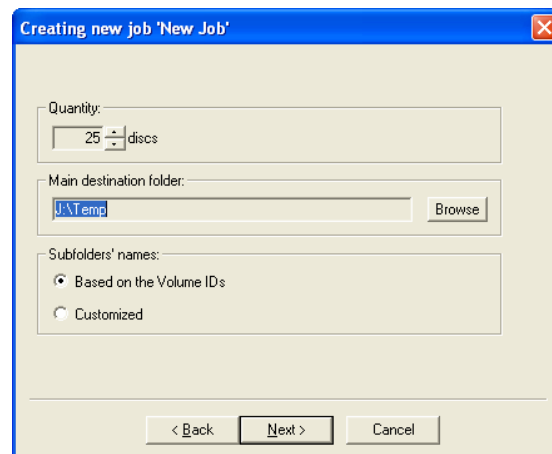 Creating new job 'New Job'
Quantity:
25 discs
Main destination folder:
J:\Temp
Browse
Subfolders' names:
Based on the Volume IDs
Customized
< Back Next > Cancel